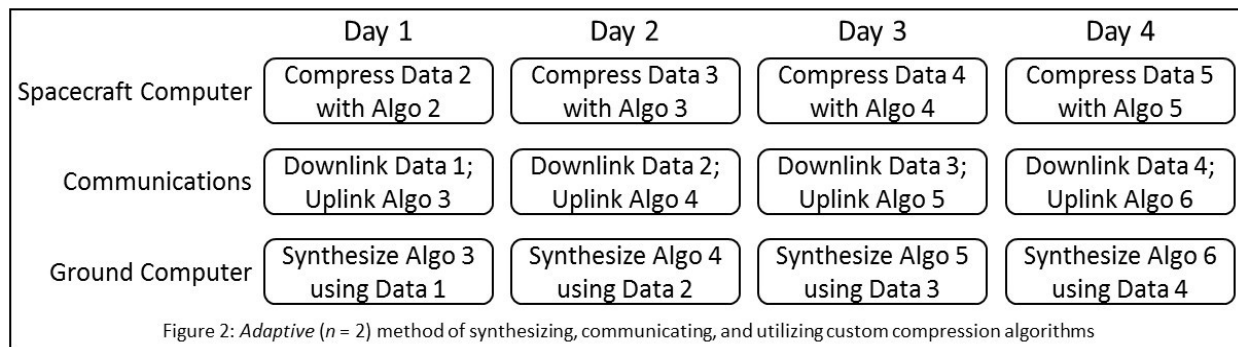 Day 1 Day 2 Day 3 Day 4
Spacecraft Computer
Compress Data 2
with Algo 2
Compress Data 3
with Algo 3
Compress Data 4
with Algo 4
Compress Data 5
with Algo 5
Communications
Downlink Data 1;
Uplink Algo 3
Downlink Data 2;
Uplink Algo 4
Downlink Data 3;
Uplink Algo 5
Downlink Data 4;
Uplink Algo 6
Ground Computer
Synthesize Algo 3
using Data 1
Synthesize Algo 4
using Data 2
Synthesize Algo 5
using Data 3
Synthesize Algo 6
using Data 4
Figure 2: Adaptive (n = 2) method of synthesizing, communicating, and utilizing custom compression algorithms